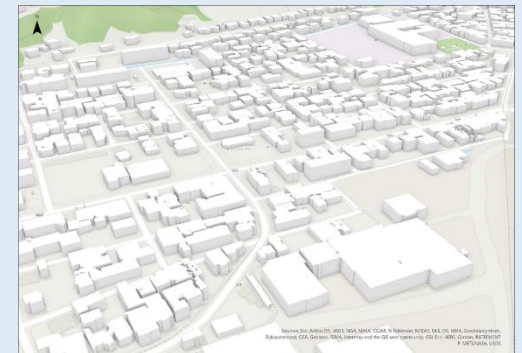 N
Sources: Esri, Airbus DS, USGS, NGA, NASA, CGIAR, N Robinson, NCEAS, NLS, OS, NMA, Geodatastyrelsen,
Rijkswaterstaat, GSA, Geoland, FEMA, Intermap and the GIS user community, GSI, Esri, HERE, Garmin, INCREMENT
P, METI/NASA, USGS